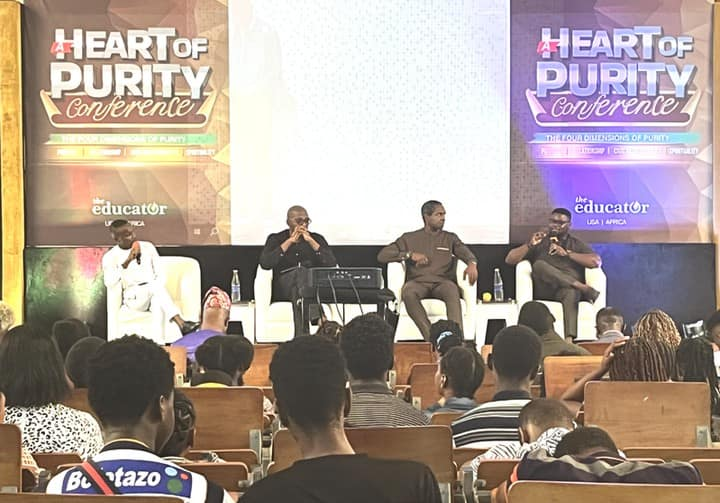 A HEART OF
PURITY
Conference
THE FOUR DIMENSIONS OF PURITY
the
educator
USA | AFRICA
A HEART OF
PURITY
Conference
THE FOUR DIMENSIONS OF PURITY
SPIRITUALITY
the
educator
USA | AFRICA